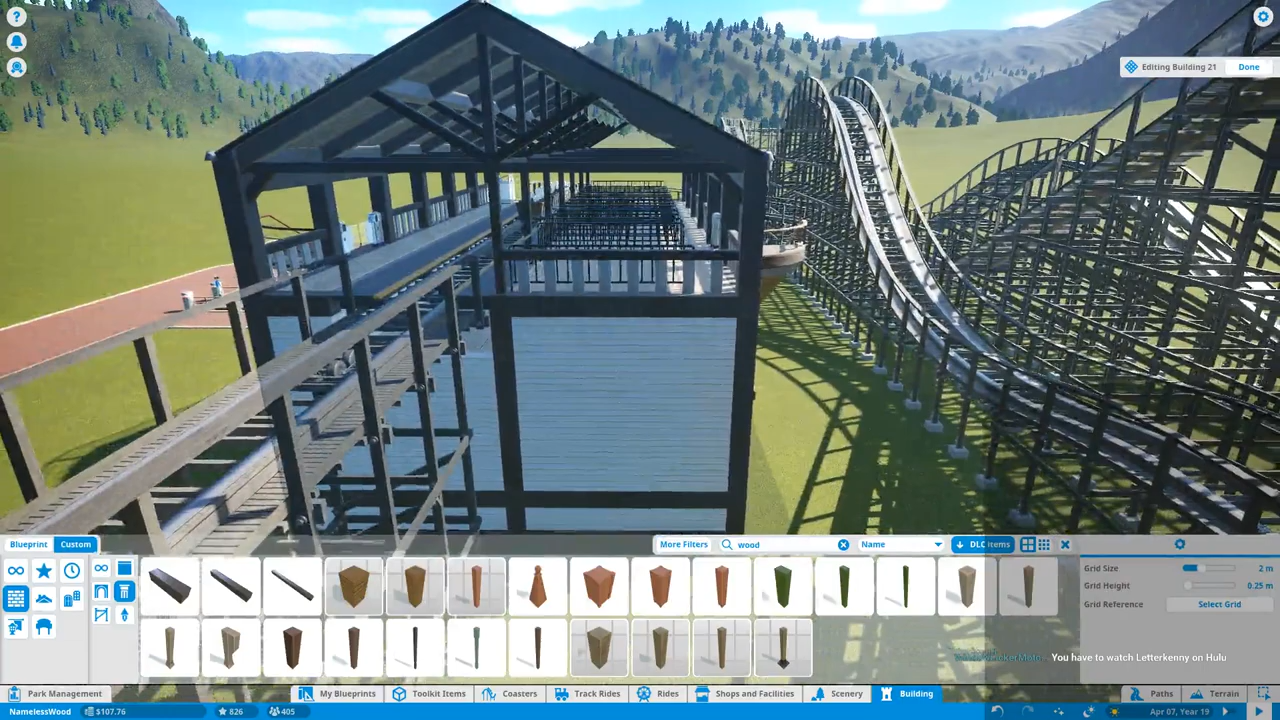 Editing Building 21 Done
Blueprint Custom More Filters wood Name DLC Items
Grid Size 2 m
Grid Height 0.25 m
Grid Reference Select Grid
You have to watch Letterkenny on Hulu
Park Management My Blueprints Toolkit Items Coasters Track Rides Rides Shops and Facilities Scenery Building Paths Terrain
NamelessWood $107.76 826 405 Apr 07, Year 19